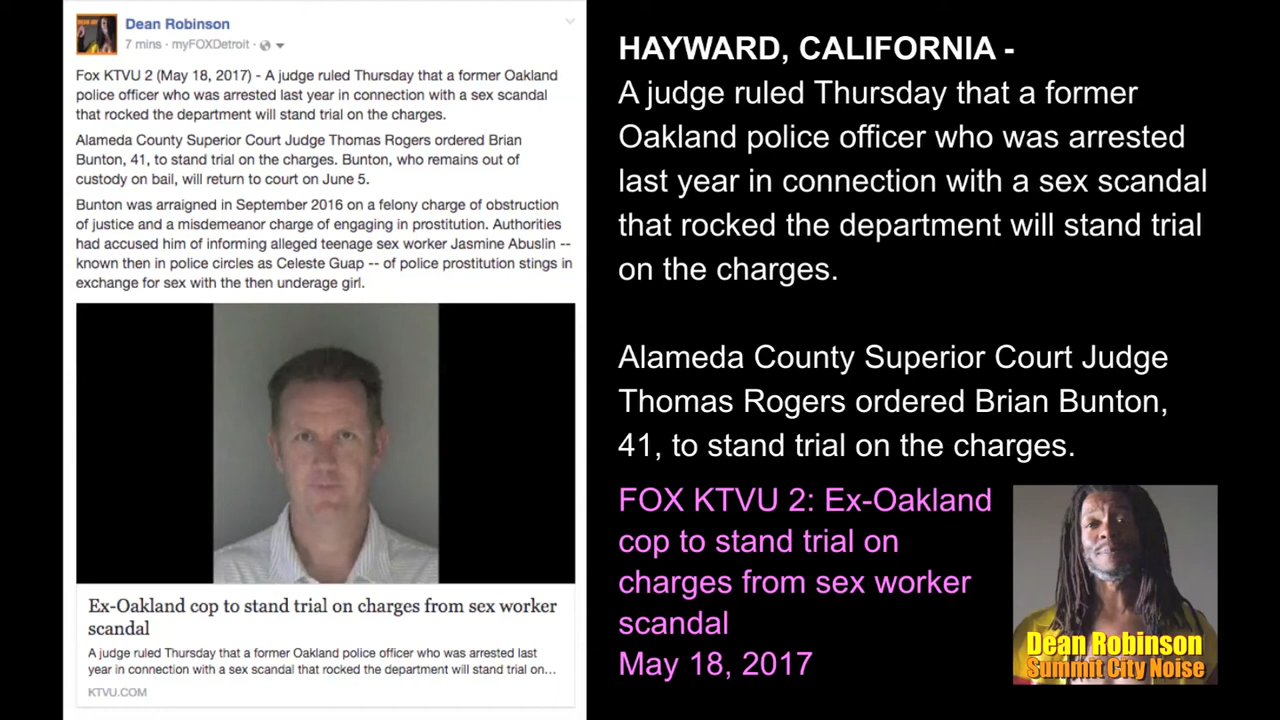 Dean Robinson
7 mins · myFOXDetroit ·
Fox KTVU 2 (May 18, 2017) - A judge ruled Thursday that a former Oakland
police officer who was arrested last year in connection with a sex scandal
that rocked the department will stand trial on the charges.
Alameda County Superior Court Judge Thomas Rogers ordered Brian
Bunton, 41, to stand trial on the charges. Bunton, who remains out of
custody on bail, will return to court on June 5.
Bunton was arraigned in September 2016 on a felony charge of obstruction
of justice and a misdemeanor charge of engaging in prostitution. Authorities
had accused him of informing alleged teenage sex worker Jasmine Abuslin --
known then in police circles as Celeste Guap -- of police prostitution stings in
exchange for sex with the then underage girl.
Ex-Oakland cop to stand trial on charges from sex worker
scandal
A judge ruled Thursday that a former Oakland police officer who was arrested last
year in connection with a sex scandal that rocked the department will stand trial on...
KTVU.COM
HAYWARD, CALIFORNIA -
A judge ruled Thursday that a former
Oakland police officer who was arrested
last year in connection with a sex scandal
that rocked the department will stand trial
on the charges.
Alameda County Superior Court Judge
Thomas Rogers ordered Brian Bunton,
41, to stand trial on the charges.
FOX KTVU 2: Ex-Oakland
cop to stand trial on
charges from sex worker
scandal
May 18, 2017
Dean Robinson
Summit City Noise